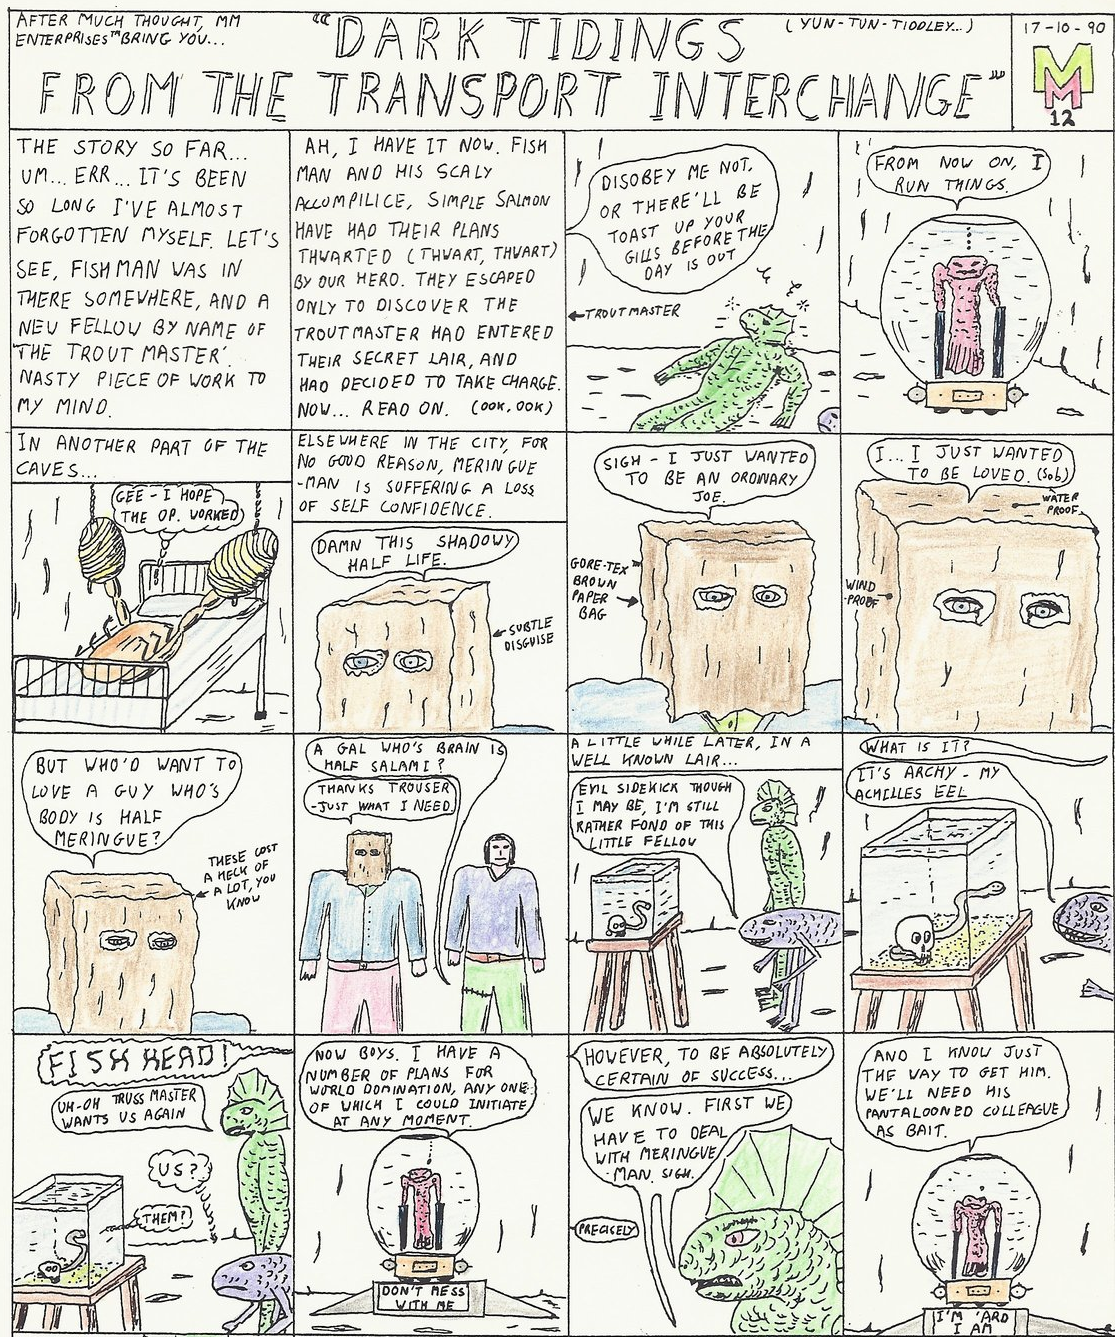 AFTER MUCH THOUGHT, MM
ENTERPRISES™ BRING YOU...
"DARK TIDINGS
FROM THE TRANSPORT INTERCHANGE"
(YUN-TUN-TIDDLEY...)
17-10-90
MM
12
THE STORY SO FAR...
UM... ERR... IT'S BEEN
SO LONG I'VE ALMOST
FORGOTTEN MYSELF. LET'S
SEE, FISHMAN WAS IN
THERE SOMEWHERE, AND A
NEW FELLOW BY NAME OF
'THE TROUT MASTER'.
NASTY PIECE OF WORK TO
MY MIND.
AH, I HAVE IT NOW. FISH
MAN AND HIS SCALY
ACCOMPILICE, SIMPLE SALMON
HAVE HAD THEIR PLANS
THWARTED (THWART, THWART)
BY OUR HERO. THEY ESCAPED
ONLY TO DISCOVER THE
TROUTMASTER HAD ENTERED
THEIR SECRET LAIR, AND
HAD DECIDED TO TAKE CHARGE.
NOW... READ ON. (OOK, OOK)
DISOBEY ME NOT,
OR THERE'LL BE
TOAST UP YOUR
GILLS BEFORE THE
DAY IS OUT
TROUTMASTER
FROM NOW ON, I
RUN THINGS.
IN ANOTHER PART OF THE
CAVES...
GEE - I HOPE
THE OP. WORKED
ELSEWHERE IN THE CITY, FOR
NO GOOD REASON, MERINGUE
-MAN IS SUFFERING A LOSS
OF SELF CONFIDENCE.
DAMN THIS SHADOWY
HALF LIFE.
SUBTLE
DISGUISE
SIGH - I JUST WANTED
TO BE AN ORDINARY
JOE.
GORE-TEX™
BROWN
PAPER
BAG
I... I JUST WANTED
TO BE LOVED. (Sob)
WATER
PROOF.
WIND
-PROOF
BUT WHO'D WANT TO
LOVE A GUY WHO'S
BODY IS HALF
MERINGUE?
THESE COST
A HECK OF
A LOT, YOU
KNOW
A GAL WHO'S BRAIN IS
HALF SALAMI?
THANKS TROUSER
-JUST WHAT I NEED.
A LITTLE WHILE LATER, IN A
WELL KNOWN LAIR...
EVIL SIDEKICK THOUGH
I MAY BE, I'M STILL
RATHER FOND OF THIS
LITTLE FELLOW
WHAT IS IT?
IT'S ARCHY - MY
ACHILLES EEL
FISH HEAD!
UH-OH TRUSS MASTER
WANTS US AGAIN
US?
THEM?
NOW BOYS. I HAVE A
NUMBER OF PLANS FOR
WORLD DOMINATION, ANY ONE
OF WHICH I COULD INITIATE
AT ANY MOMENT.
DON'T MESS
WITH ME
HOWEVER, TO BE ABSOLUTELY
CERTAIN OF SUCCESS...
WE KNOW. FIRST WE
HAVE TO DEAL
WITH MERINGUE
MAN. SIGH.
PRECISELY
AND I KNOW JUST
THE WAY TO GET HIM.
WE'LL NEED HIS
PANTALOONED COLLEAGUE
AS BAIT.
I'M 'ARD
I AM